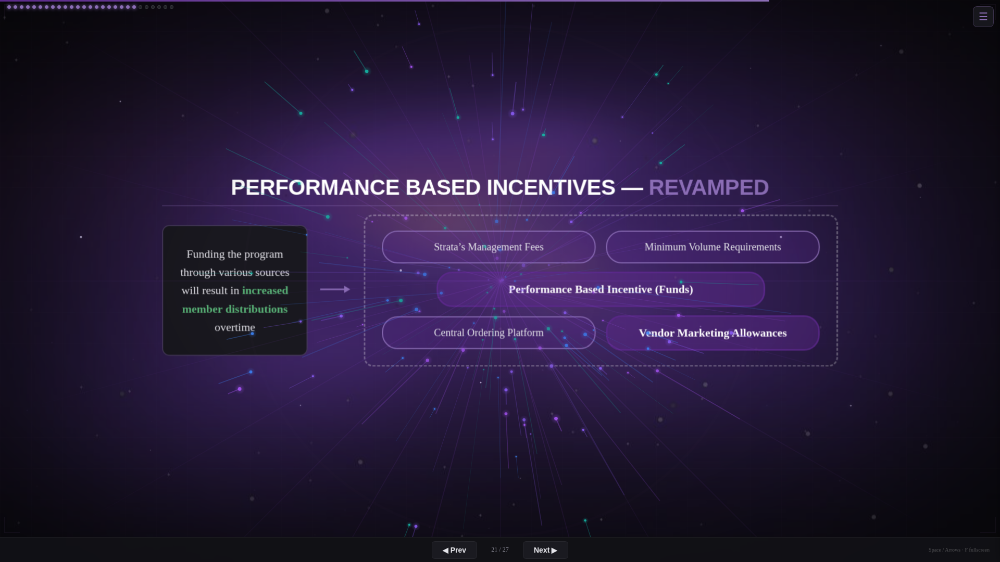 PERFORMANCE BASED INCENTIVES — REVAMPED
Funding the program
through various sources
will result in increased
member distributions
overtime
Strata’s Management Fees
Minimum Volume Requirements
Performance Based Incentive (Funds)
Central Ordering Platform
Vendor Marketing Allowances
◀ Prev
21 / 27
Next ▶
Space / Arrows · F fullscreen